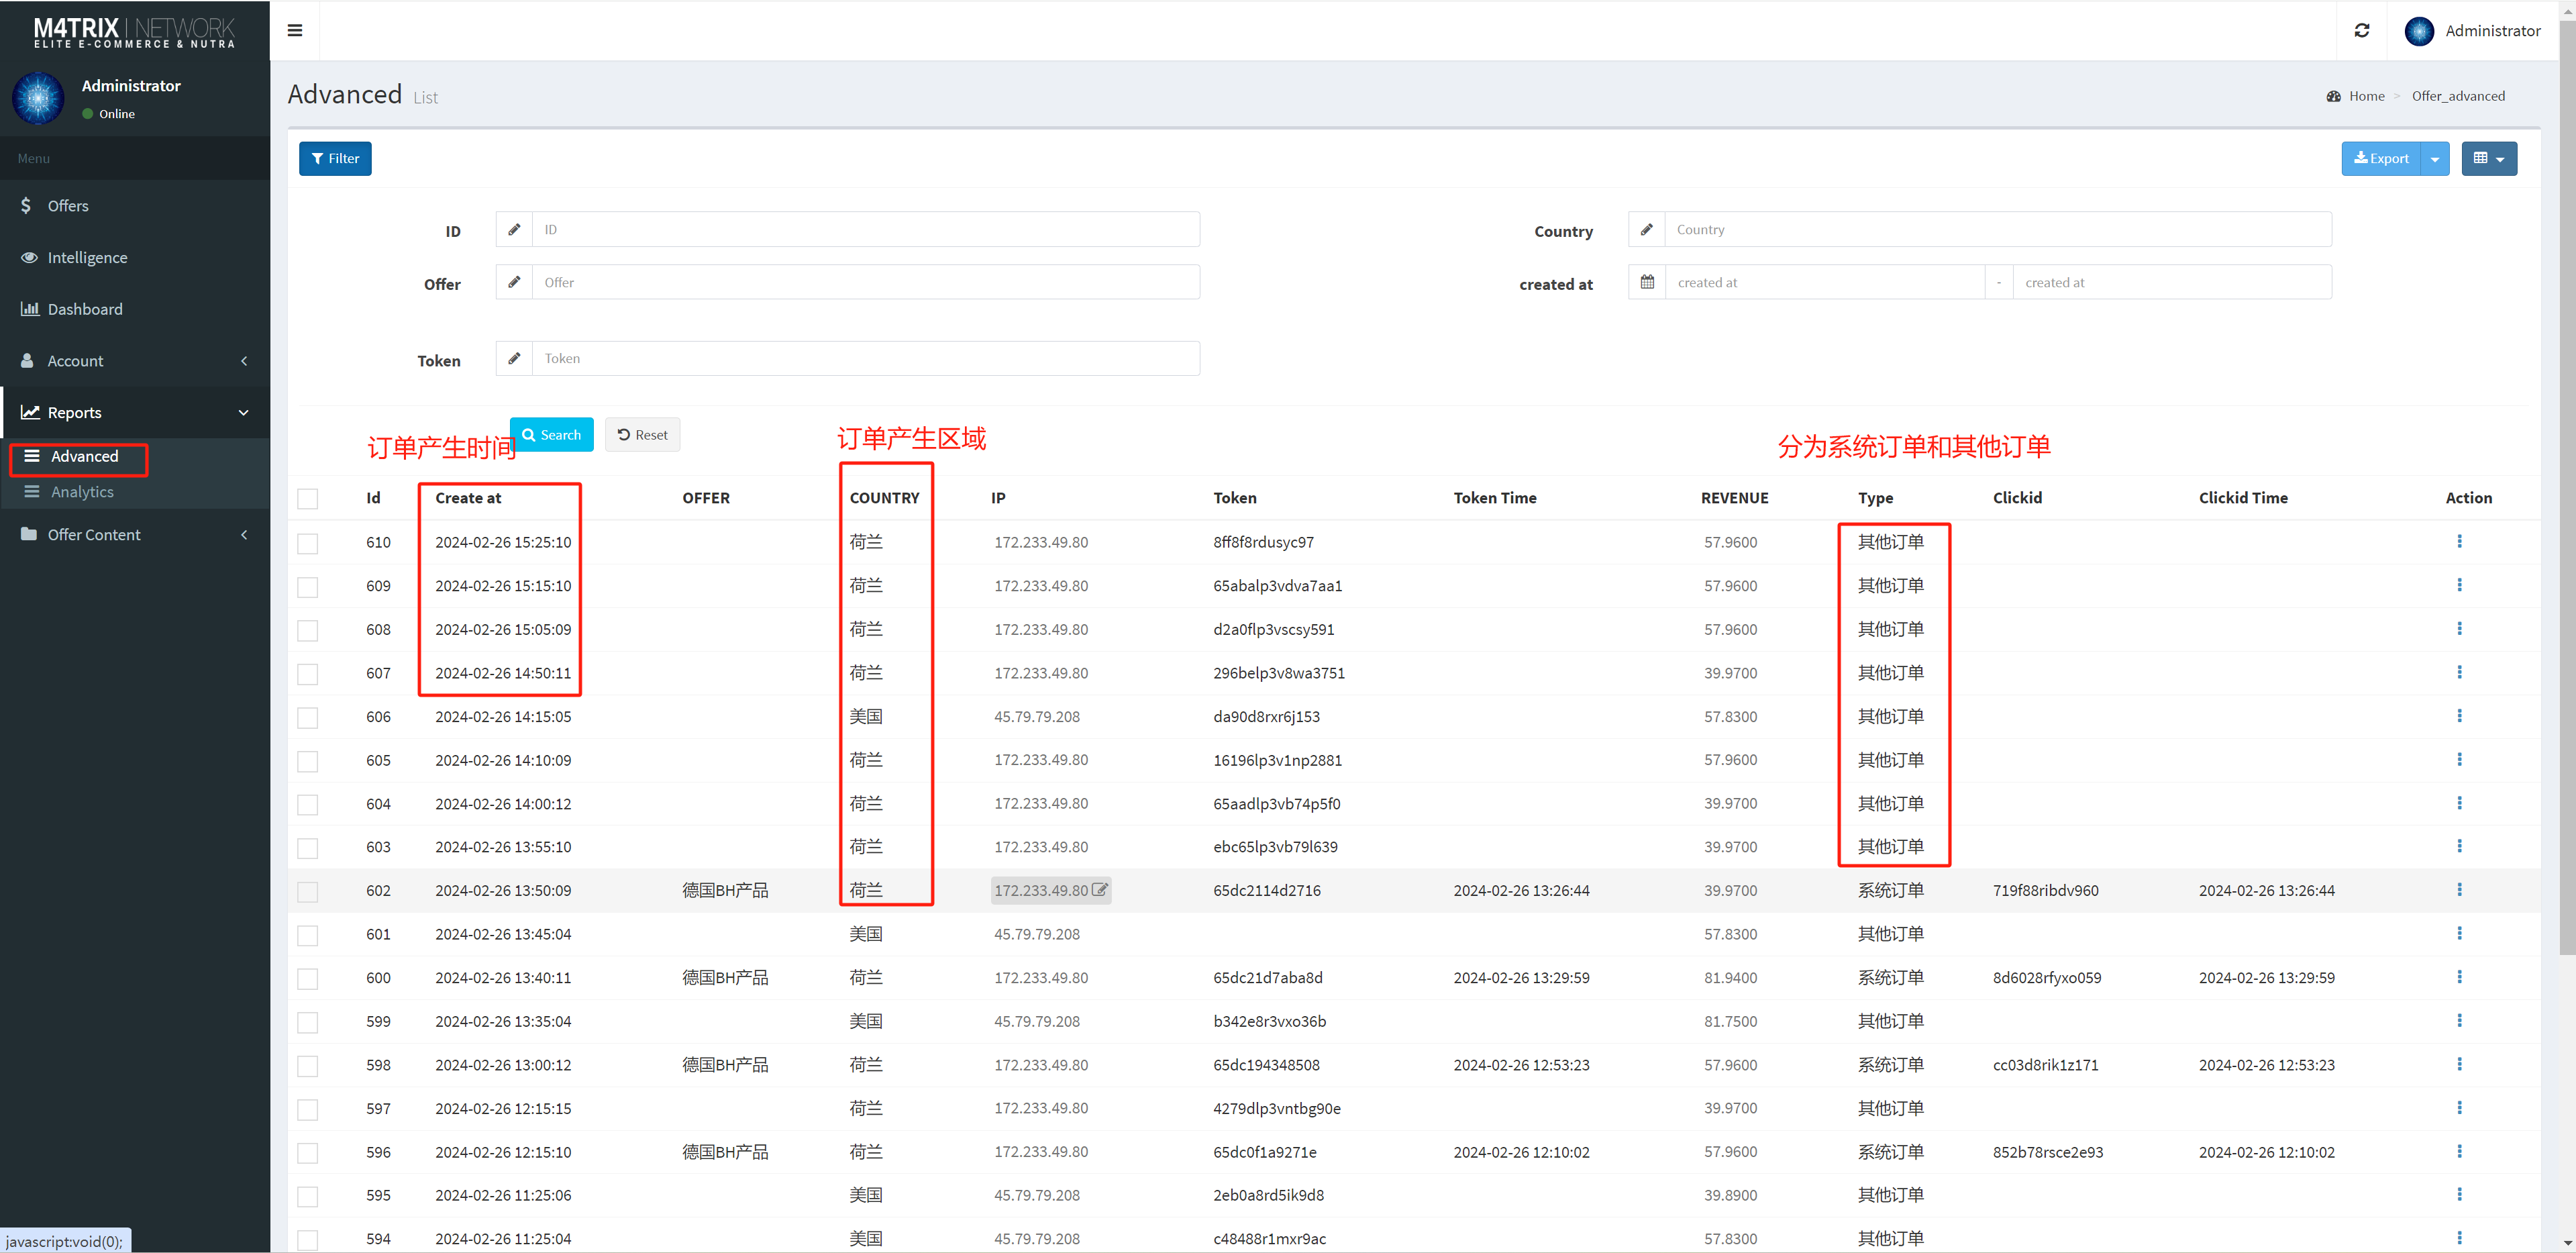 M4TRIX | NETWORK
ELITE E-COMMERCE & NUTRA
Administrator
Administrator
Online
Menu
Offers
Intelligence
Dashboard
Account
Reports
Advanced
Analytics
Offer Content
Advanced List
Home > Offer_advanced
Filter
Export
ID ID
Country Country
Offer Offer
created at created at - created at
Token Token
Search Reset
订单产生时间
订单产生区域
分为系统订单和其他订单
Id Create at OFFER COUNTRY IP Token Token Time REVENUE Type Clickid Clickid Time Action
610 2024-02-26 15:25:10 荷兰 172.233.49.80 8ff8f8rdusyc97 57.9600 其他订单
609 2024-02-26 15:15:10 荷兰 172.233.49.80 65abalp3vdva7aa1 57.9600 其他订单
608 2024-02-26 15:05:09 荷兰 172.233.49.80 d2a0flp3vscsy591 57.9600 其他订单
607 2024-02-26 14:50:11 荷兰 172.233.49.80 296belp3v8wa3751 39.9700 其他订单
606 2024-02-26 14:15:05 美国 45.79.79.208 da90d8rxr6j153 57.8300 其他订单
605 2024-02-26 14:10:09 荷兰 172.233.49.80 16196lp3v1np2881 57.9600 其他订单
604 2024-02-26 14:00:12 荷兰 172.233.49.80 65aadlp3vb74p5f0 39.9700 其他订单
603 2024-02-26 13:55:10 荷兰 172.233.49.80 ebc65lp3vb79l639 39.9700 其他订单
602 2024-02-26 13:50:09 德国BH产品 荷兰 172.233.49.80 65dc2114d2716 2024-02-26 13:26:44 39.9700 系统订单 719f88ribdv960 2024-02-26 13:26:44
601 2024-02-26 13:45:04 美国 45.79.79.208 57.8300 其他订单
600 2024-02-26 13:40:11 德国BH产品 荷兰 172.233.49.80 65dc21d7aba8d 2024-02-26 13:29:59 81.9400 系统订单 8d6028rfyxo059 2024-02-26 13:29:59
599 2024-02-26 13:35:04 美国 45.79.79.208 b342e8r3vxo36b 81.7500 其他订单
598 2024-02-26 13:00:12 德国BH产品 荷兰 172.233.49.80 65dc194348508 2024-02-26 12:53:23 57.9600 系统订单 cc03d8rik1z171 2024-02-26 12:53:23
597 2024-02-26 12:15:15 荷兰 172.233.49.80 4279dlp3vntbg90e 39.9700 其他订单
596 2024-02-26 12:15:10 德国BH产品 荷兰 172.233.49.80 65dc0f1a9271e 2024-02-26 12:10:02 57.9600 系统订单 852b78rsce2e93 2024-02-26 12:10:02
595 2024-02-26 11:25:06 美国 45.79.79.208 2eb0a8rd5ik9d8 39.8900 其他订单
594 2024-02-26 11:25:04 美国 45.79.79.208 c48488r1mxr9ac 57.8300 其他订单
javascript:void(0);